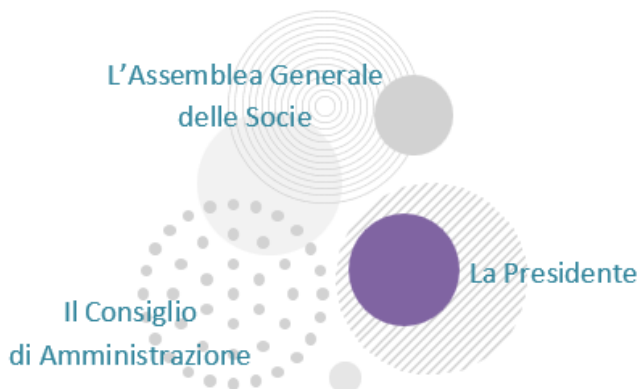 L'Assemblea Generale
delle Socie
La Presidente
Il Consiglio
di Amministrazione